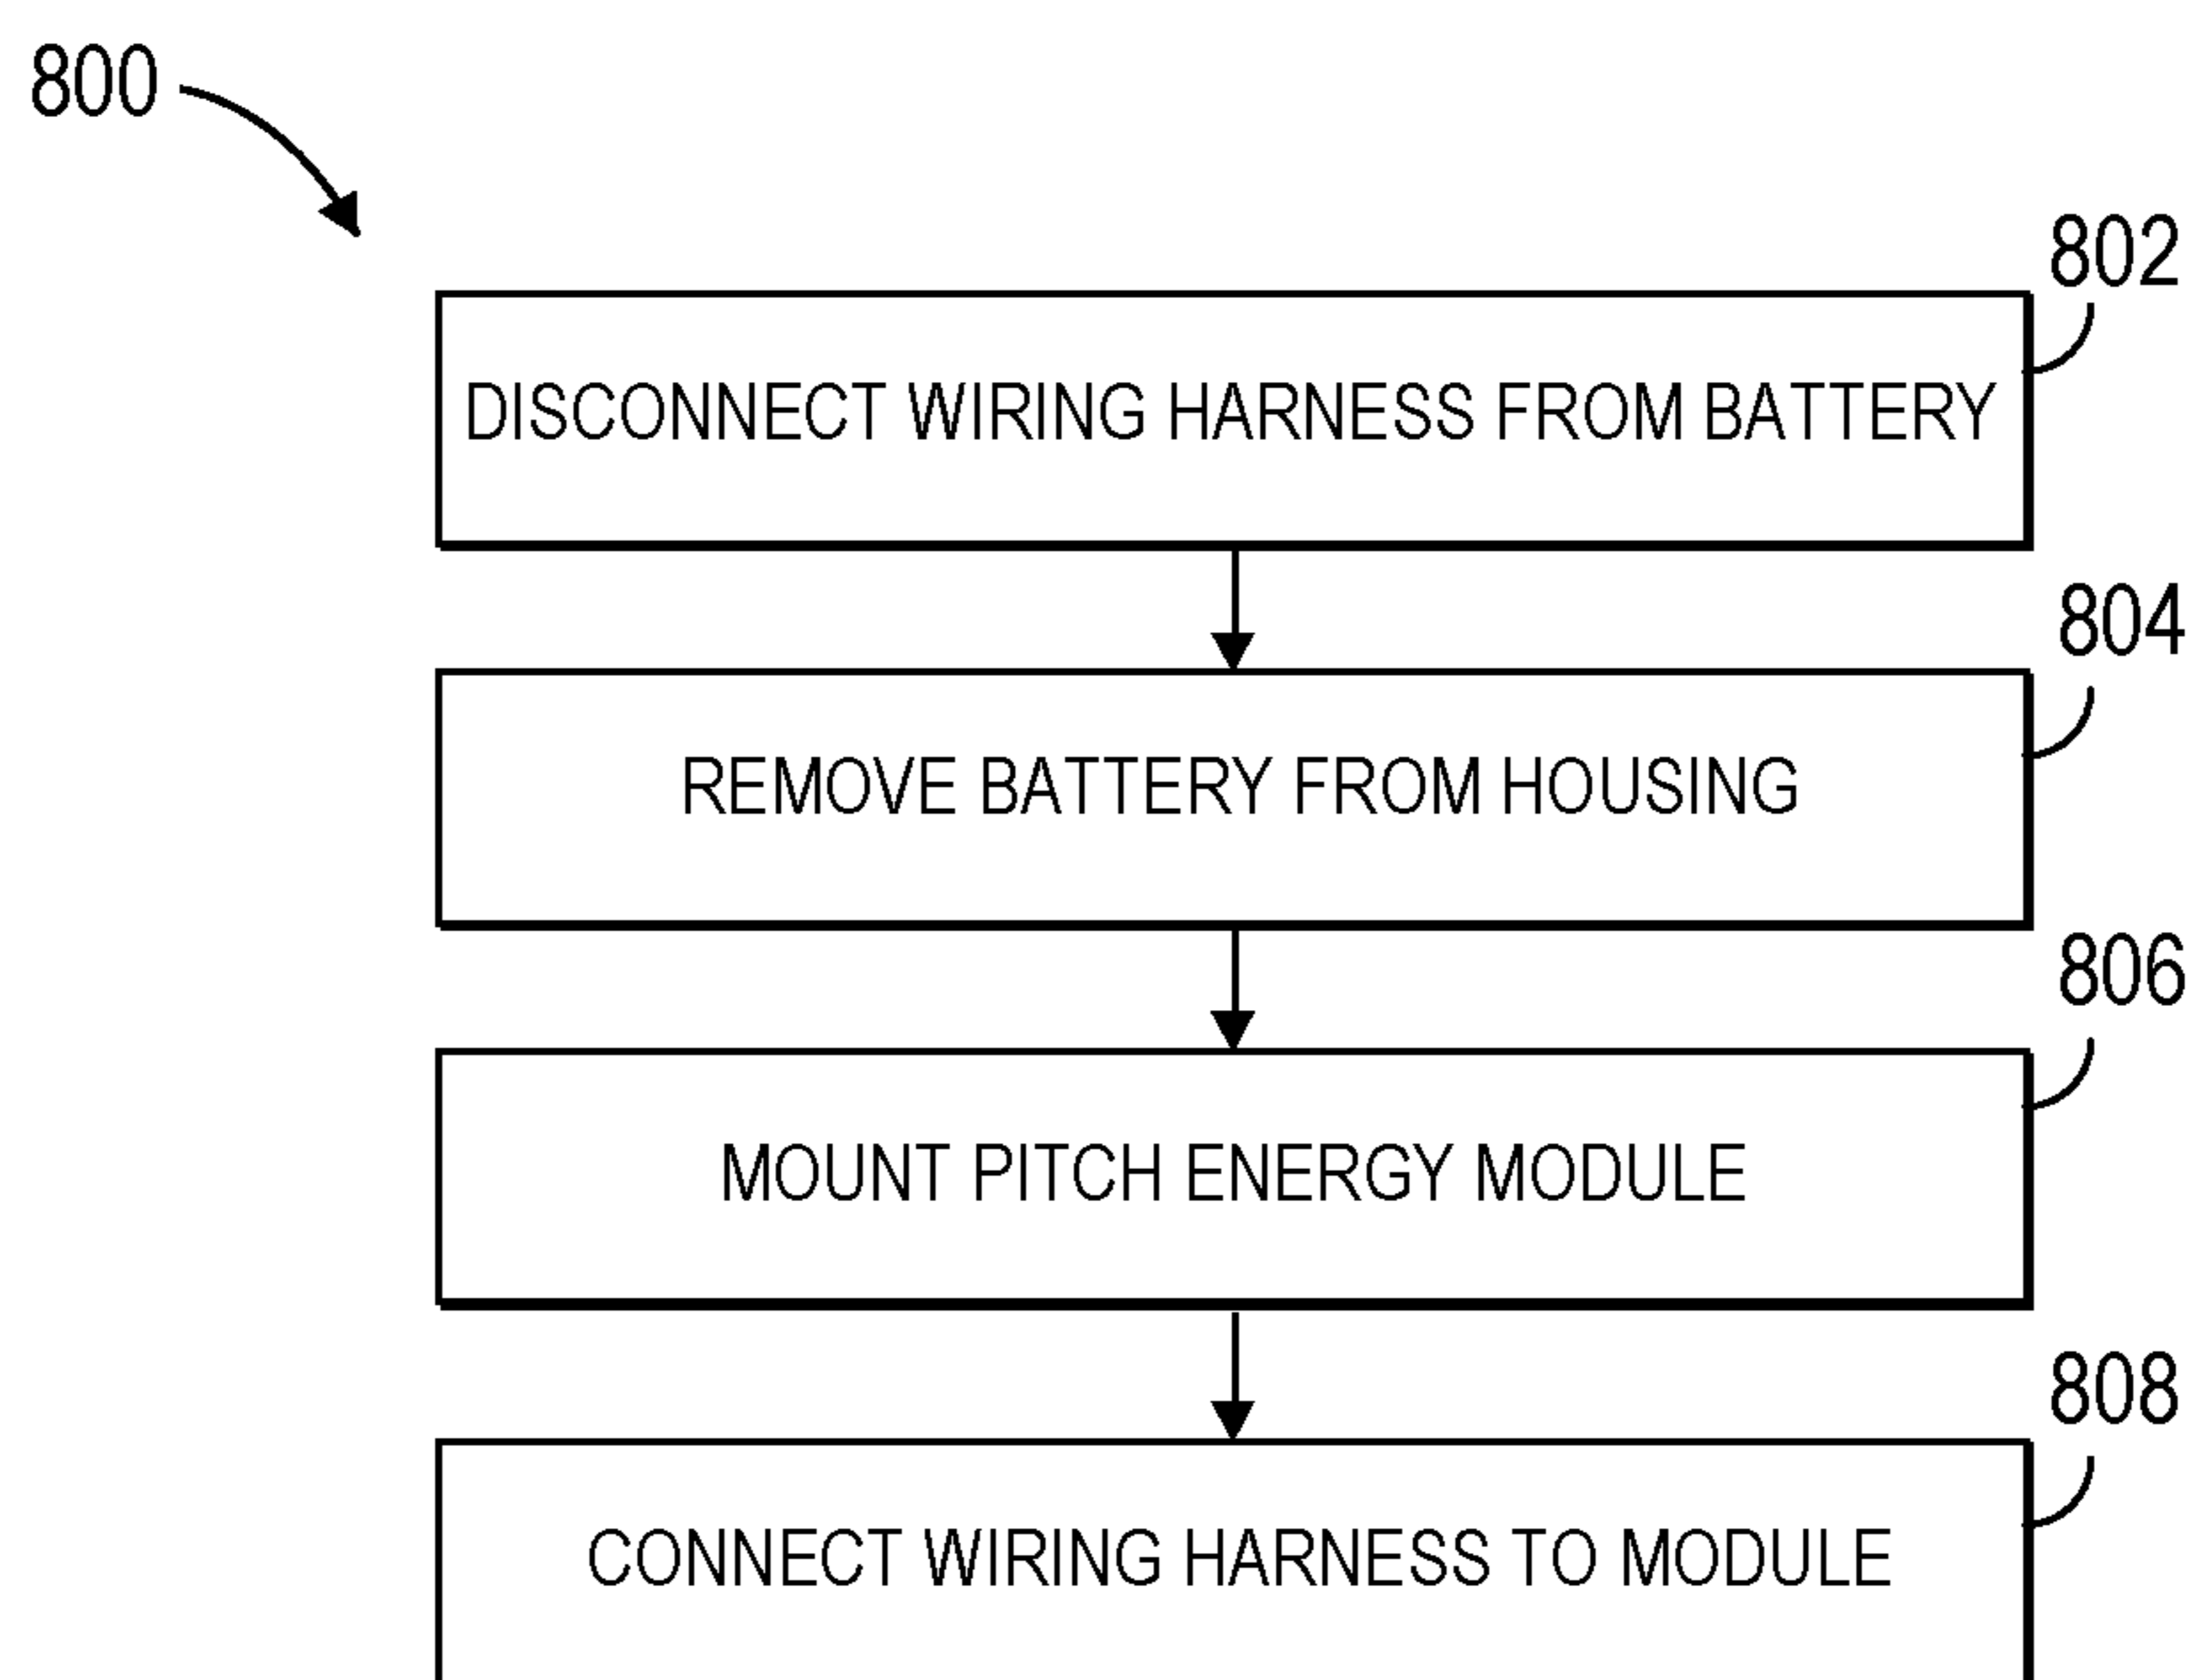 800
802
DISCONNECT WIRING HARNESS FROM BATTERY
804
REMOVE BATTERY FROM HOUSING
806
MOUNT PITCH ENERGY MODULE
808
CONNECT WIRING HARNESS TO MODULE